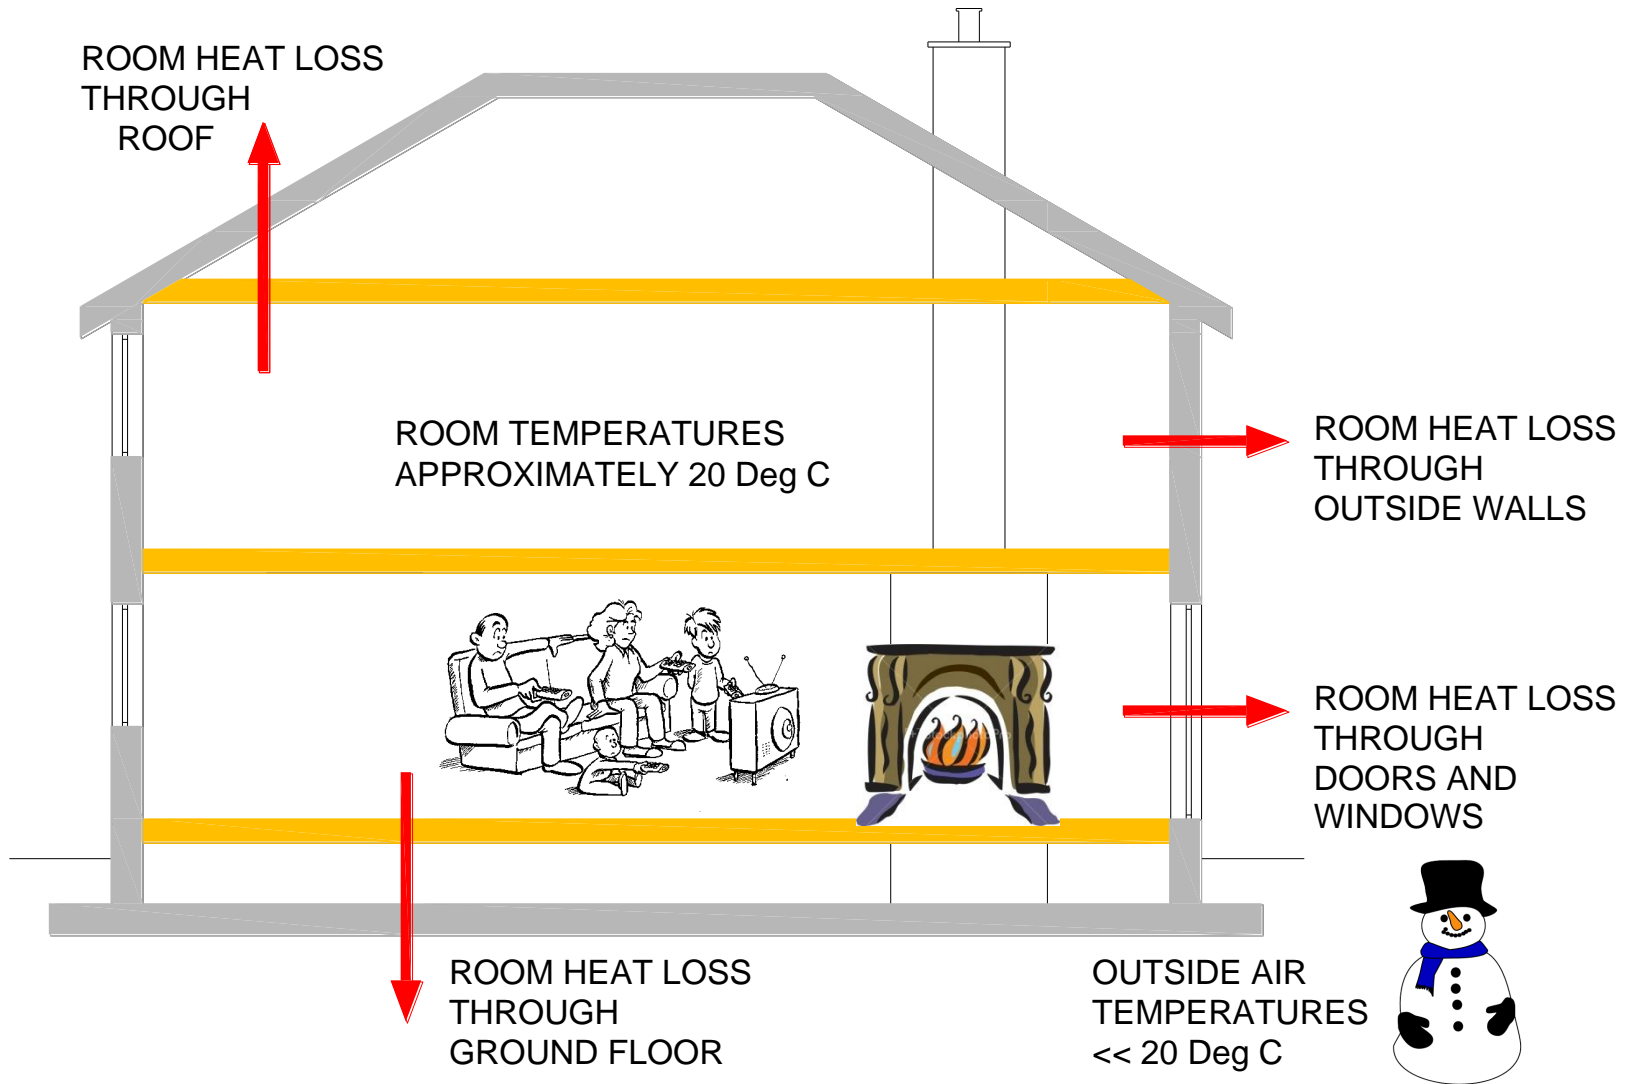 ROOM HEAT LOSS
THROUGH
ROOF
ROOM TEMPERATURES
APPROXIMATELY 20 Deg C
ROOM HEAT LOSS
THROUGH
OUTSIDE WALLS
ROOM HEAT LOSS
THROUGH
DOORS AND
WINDOWS
ROOM HEAT LOSS
THROUGH
GROUND FLOOR
OUTSIDE AIR
TEMPERATURES
<< 20 Deg C